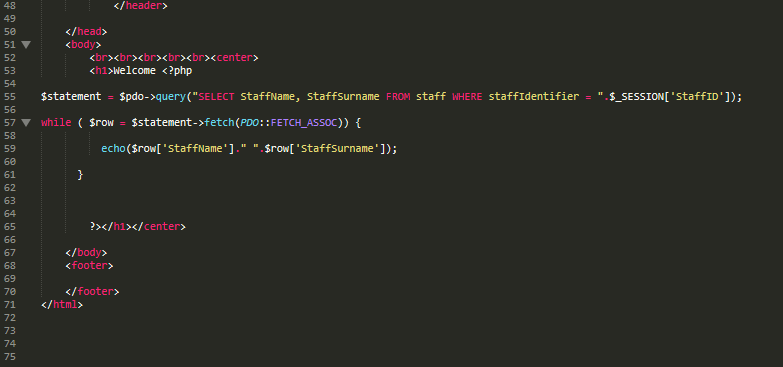 48 </header>
49
50 </head>
51 <body>
52 <br><br><br><br><br><center>
53 <h1>Welcome <?php
54
55 $statement = $pdo->query("SELECT StaffName, StaffSurname FROM staff WHERE staffIdentifier = ".$_SESSION['StaffID']);
56
57 while ( $row = $statement->fetch(PDO::FETCH_ASSOC)) {
58
59 echo($row['StaffName']." ".$row['StaffSurname']);
60
61 }
62
63
64
65 ?></h1></center>
66
67 </body>
68 <footer>
69
70 </footer>
71 </html>
72
73
74
75